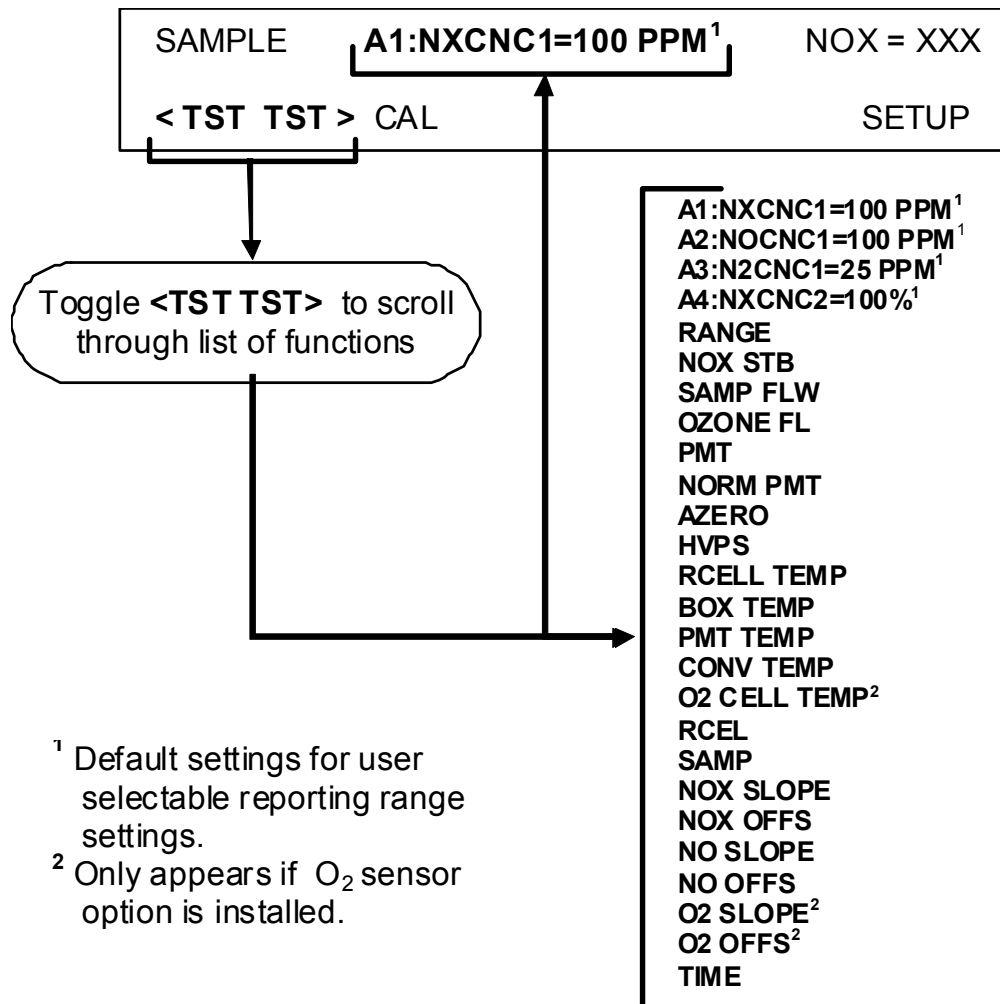 SAMPLE A1:NXCNC1=100 PPM¹ NOX = XXX
< TST TST > CAL SETUP
Toggle <TST TST> to scroll
through list of functions
A1:NXCNC1=100 PPM¹
A2:NOCNC1=100 PPM¹
A3:N2CNC1=25 PPM¹
A4:NXCNC2=100%¹
RANGE
NOX STB
SAMP FLW
OZONE FL
PMT
NORM PMT
AZERO
HVPS
RCELL TEMP
BOX TEMP
PMT TEMP
CONV TEMP
O2 CELL TEMP²
RCEL
SAMP
NOX SLOPE
NOX OFFS
NO SLOPE
NO OFFS
O2 SLOPE²
O2 OFFS²
TIME
¹ Default settings for user
selectable reporting range
settings.
² Only appears if O₂ sensor
option is installed.